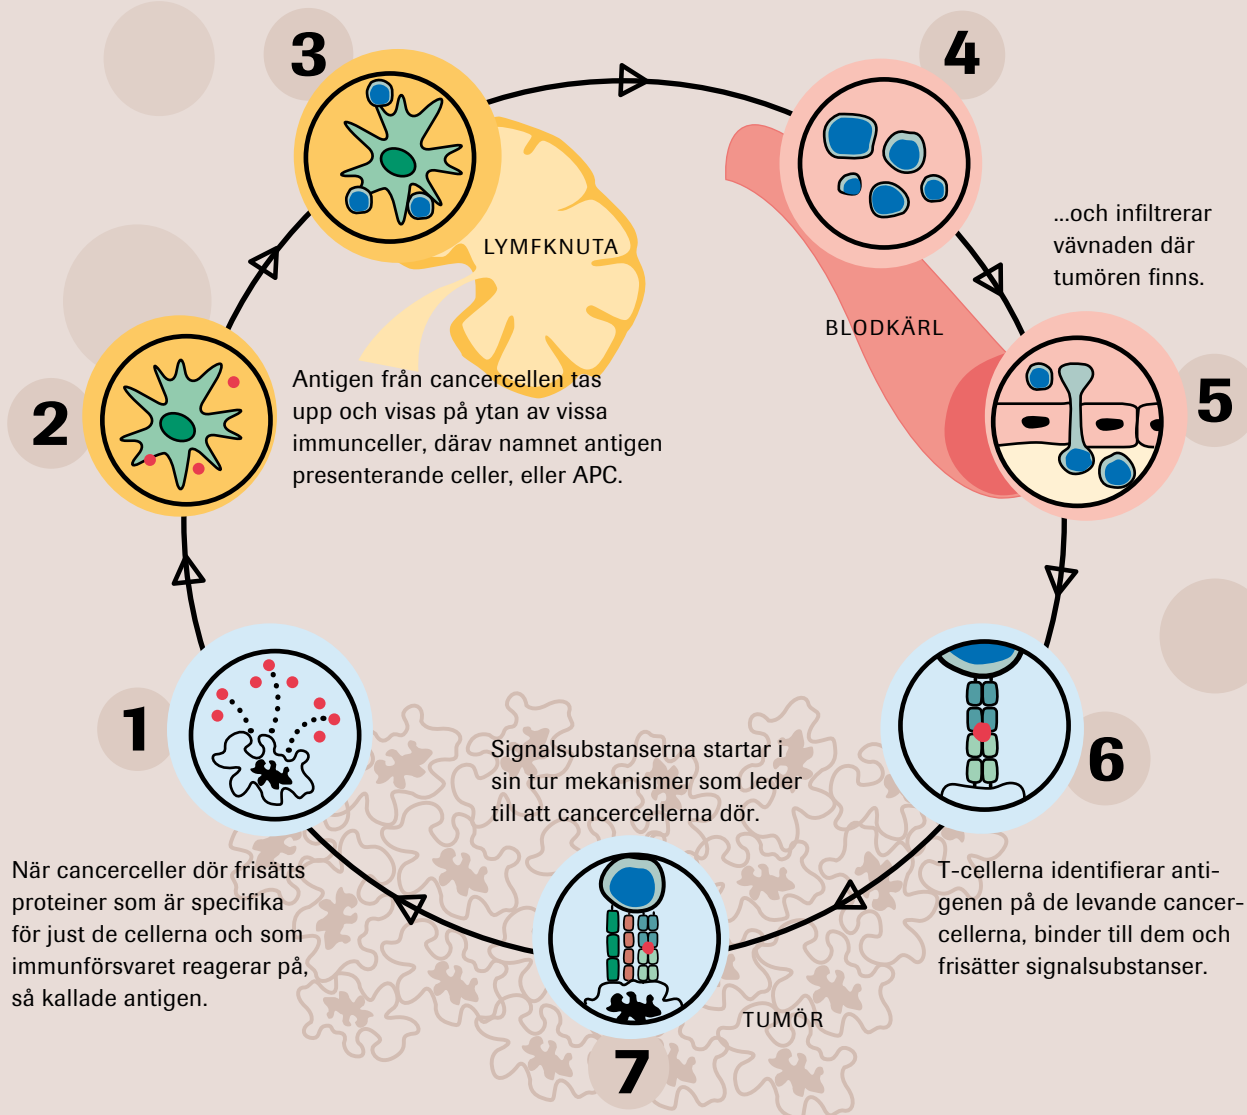 3
4
...och infiltrerar
vävnaden där
tumören finns.
LYMFKNUTA
BLODKÄRL
5
2
Antigen från cancercellen tas
upp och visas på ytan av vissa
immunceller, därav namnet antigen
presenterande celler, eller APC.
1
6
Signalsubstanserna startar i
sin tur mekanismer som leder
till att cancercellerna dör.
När cancerceller dör frisätts
proteiner som är specifika
för just de cellerna och som
immunförsvaret reagerar på,
så kallade antigen.
T-cellerna identifierar anti-
genen på de levande cancer-
cellerna, binder till dem och
frisätter signalsubstanser.
TUMÖR
7